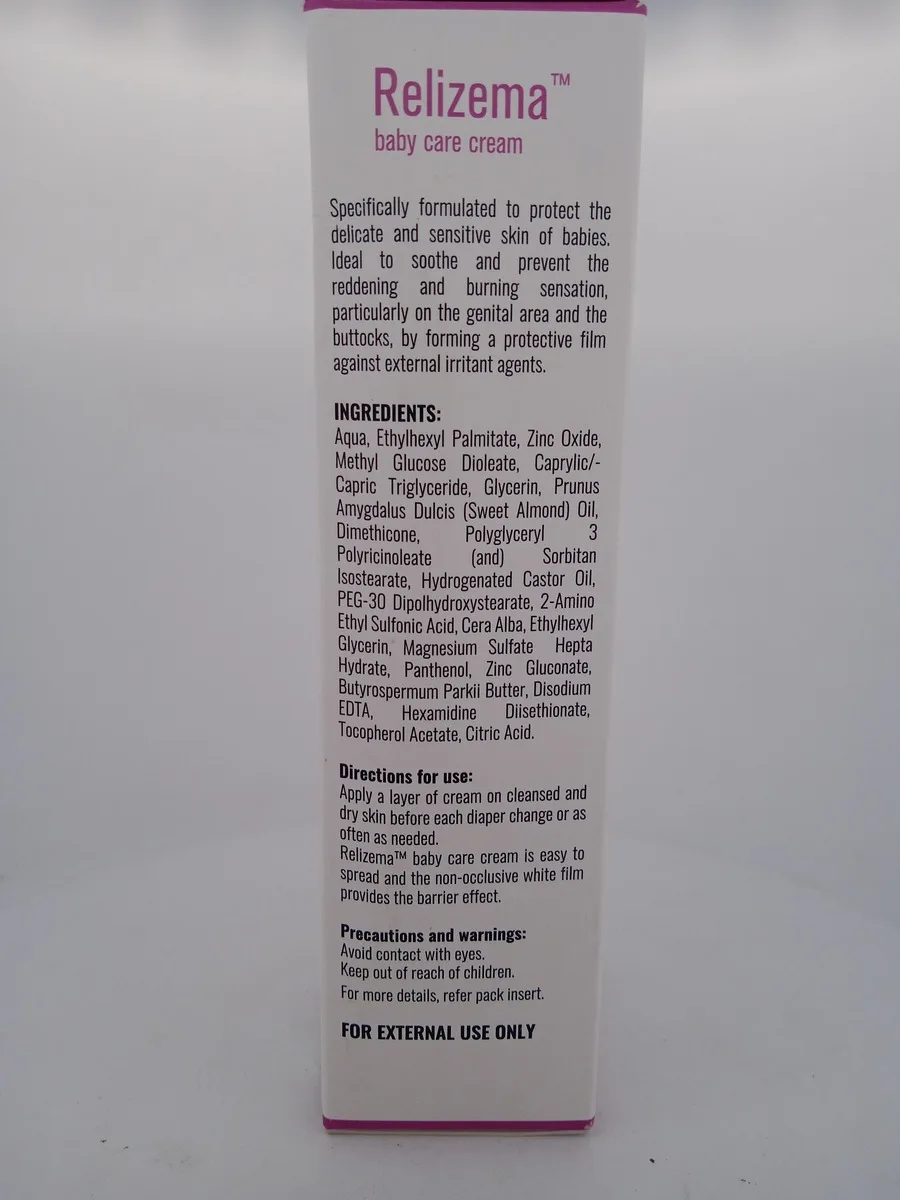 Relizema™
baby care cream
Specifically formulated to protect the
delicate and sensitive skin of babies.
Ideal to soothe and prevent the
reddening and burning sensation,
particularly on the genital area and the
buttocks, by forming a protective film
against external irritant agents.
INGREDIENTS:
Aqua, Ethylhexyl Palmitate, Zinc Oxide,
Methyl Glucose Dioleate, Caprylic/-
Capric Triglyceride, Glycerin, Prunus
Amygdalus Dulcis (Sweet Almond) Oil,
Dimethicone, Polyglyceryl 3
Polyricinoleate (and) Sorbitan
Isostearate, Hydrogenated Castor Oil,
PEG-30 Dipolhydroxystearate, 2-Amino
Ethyl Sulfonic Acid, Cera Alba, Ethylhexyl
Glycerin, Magnesium Sulfate Hepta
Hydrate, Panthenol, Zinc Gluconate,
Butyrospermum Parkii Butter, Disodium
EDTA, Hexamidine Diisethionate,
Tocopherol Acetate, Citric Acid.
Directions for use:
Apply a layer of cream on cleansed and
dry skin before each diaper change or as
often as needed.
Relizema™ baby care cream is easy to
spread and the non-occlusive white film
provides the barrier effect.
Precautions and warnings:
Avoid contact with eyes.
Keep out of reach of children.
For more details, refer pack insert.
FOR EXTERNAL USE ONLY